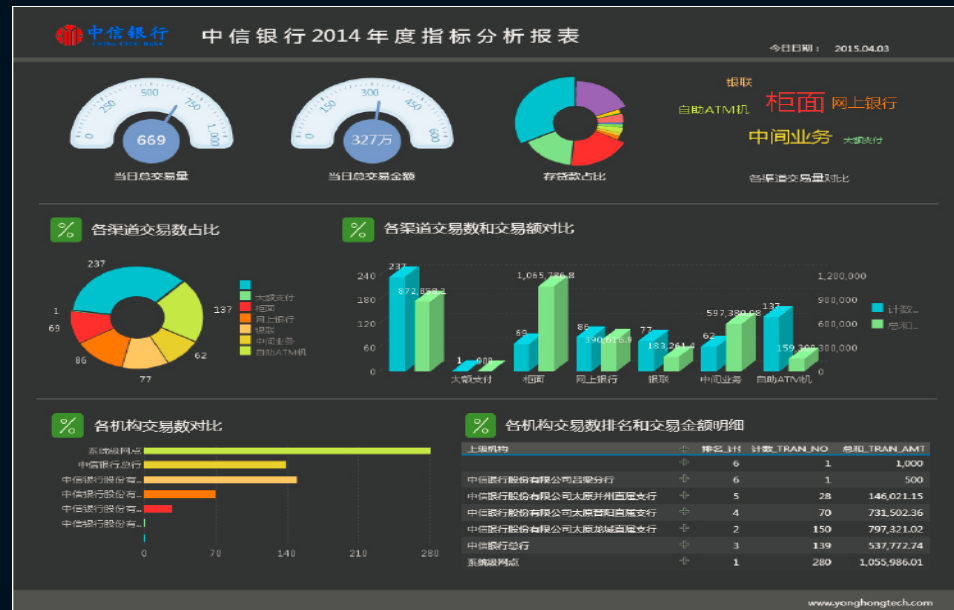 中信银行
CHINA CITIC BANK
中信银行2014年度指标分析报表
今日日期： 2015.04.03
0 250 500 750 1,000
669
当日总交易量
0 150 300 450 600
327万
当日总交易金额
存贷款占比
银联
自助ATM机 柜面 网上银行
中间业务 大额支付
各渠道交易量对比
% 各渠道交易数占比
237
1
69
86
77
62
137
大额支付
柜面
网上银行
银联
中间业务
自助ATM机
% 各渠道交易数和交易额对比
240
180
120
60
0
237
1
69
86
77
62
137
1,065,786.8
183,261.4
1,200,000
900,000
600,000
300,000
0
大额支付 柜面 网上银行 银联 中间业务 自助ATM机
计数_
总和_
% 各机构交易数对比
系统级网点
中信银行总行
中信银行股份有_
中信银行股份有_
中信银行股份有_
中信银行股份有_
0 70 140 210 280
% 各机构交易数排名和交易金额明细
上级机构 排名_计 计数_TRAN_NO 总和_TRAN_AMT
6 1 1,000
中信银行股份有限公司吕梁分行 6 1 500
中信银行股份有限公司太原并州直属支行 5 28 146,021.15
中信银行股份有限公司太原晋阳直属支行 4 70 731,502.36
中信银行股份有限公司太原龙城直属支行 2 150 797,321.02
中信银行总行 3 139 537,772.74
系统级网点 1 280 1,055,986.01
www.yonghongtech.com